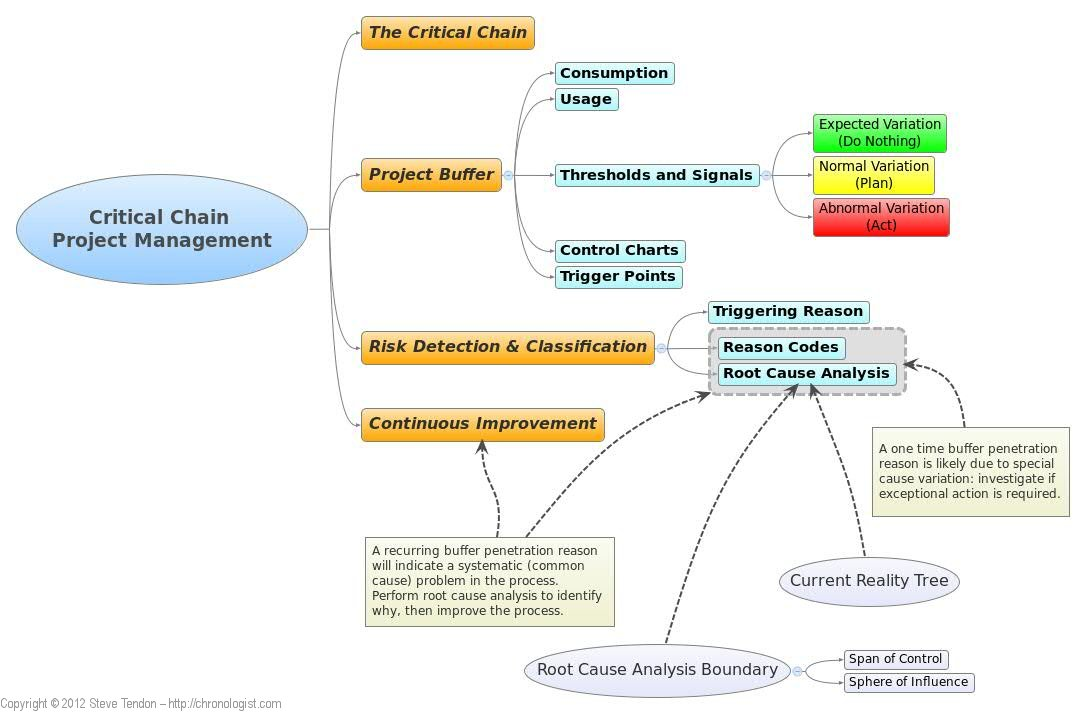 The Critical Chain
Consumption
Usage
Expected Variation
(Do Nothing)
Project Buffer
Thresholds and Signals
Normal Variation
(Plan)
Abnormal Variation
(Act)
Critical Chain
Project Management
Control Charts
Trigger Points
Triggering Reason
Risk Detection & Classification
Reason Codes
Root Cause Analysis
Continuous Improvement
A one time buffer penetration
reason is likely due to special
cause variation: investigate if
exceptional action is required.
A recurring buffer penetration reason
will indicate a systematic (common
cause) problem in the process.
Perform root cause analysis to identify
why, then improve the process.
Current Reality Tree
Root Cause Analysis Boundary
Span of Control
Sphere of Influence
Copyright © 2012 Steve Tendon – http://chronologist.com